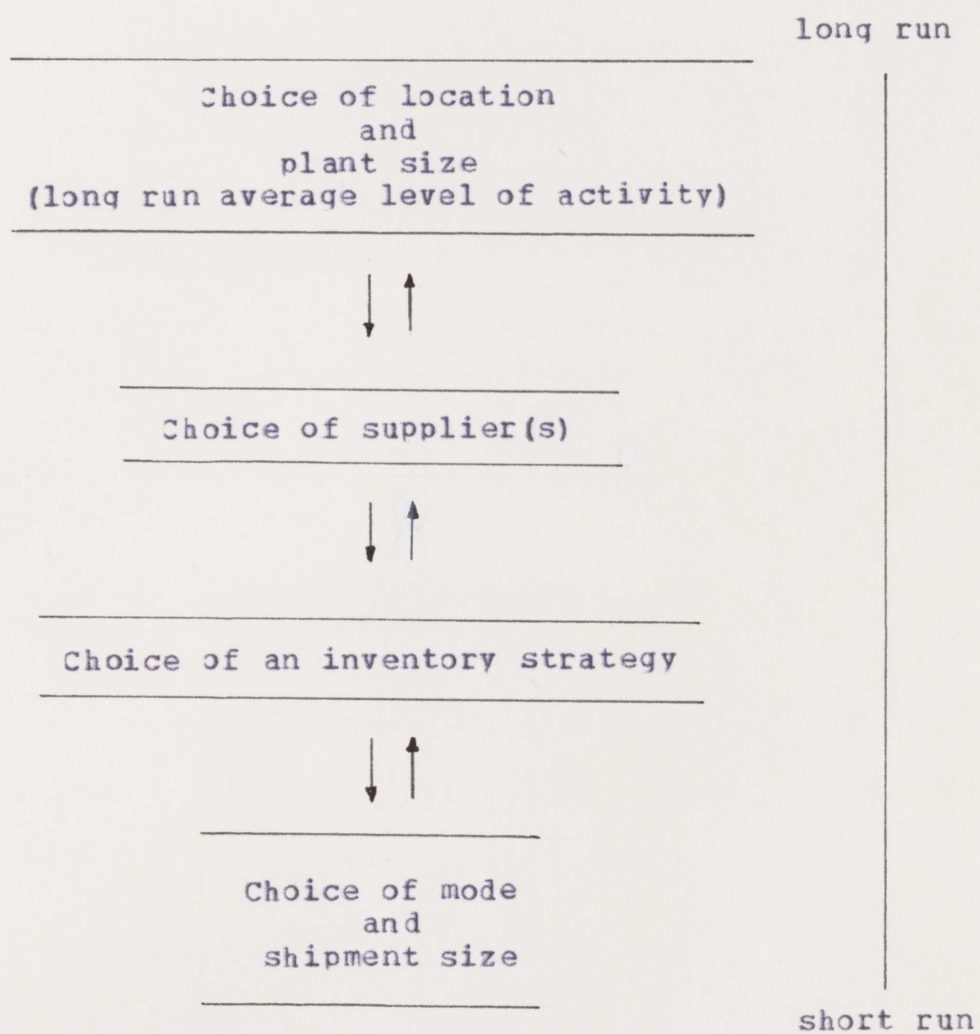 long run
Choice of location
and
plant size
(long run average level of activity)
Choice of supplier(s)
Choice of an inventory strategy
Choice of mode
and
shipment size
short run